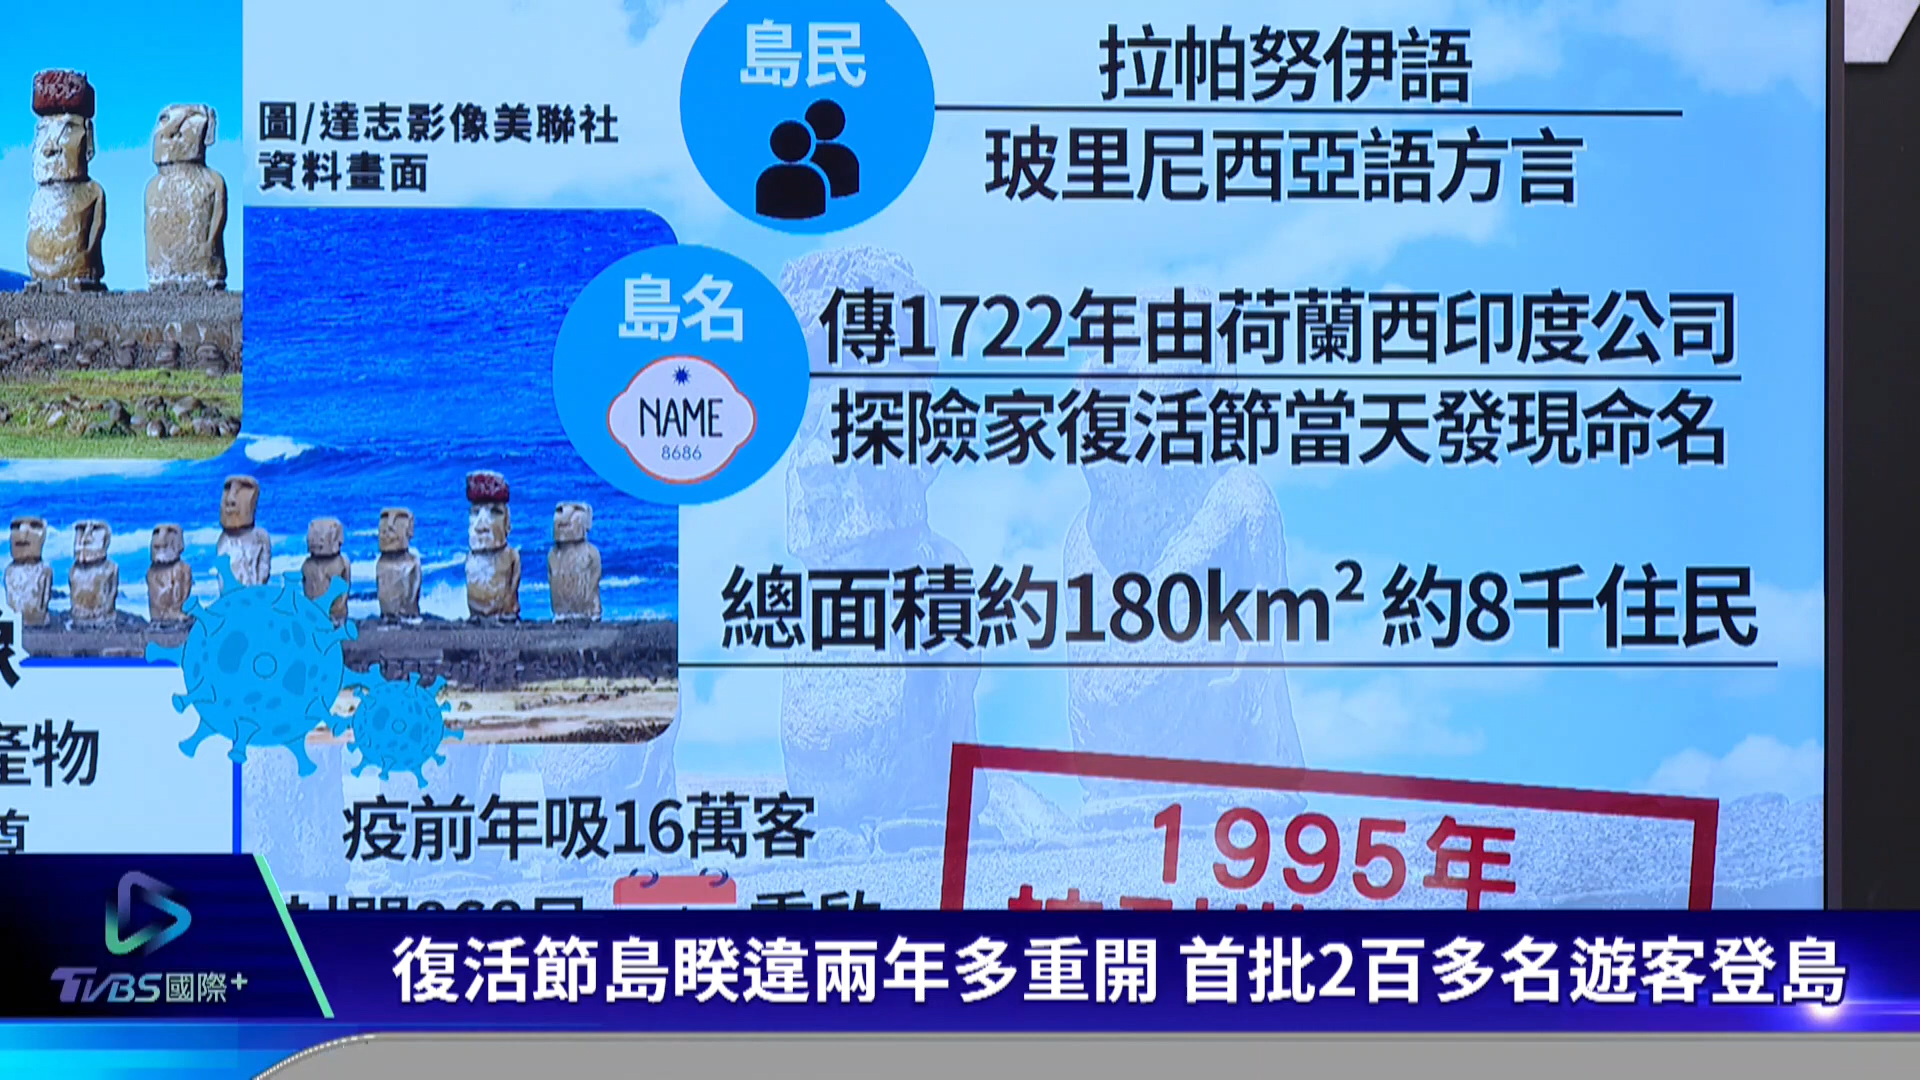 島民
拉帕努伊語
玻里尼西亞語方言
圖/達志影像美聯社
資料畫面
島名
NAME
8686
傳1722年由荷蘭西印度公司
探險家復活節當天發現命名
總面積約180km² 約8千住民
產物
疫前年吸16萬客
1995年
TVBS國際+
復活節島睽違兩年多重開 首批2百多名遊客登島